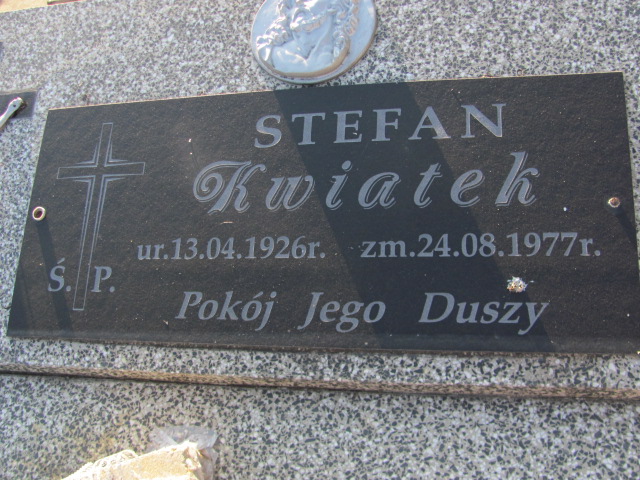 STEFAN
Kwiatek
ur.13.04.1926r. zm.24.08.1977r.
Ś. P.
Pokój Jego Duszy